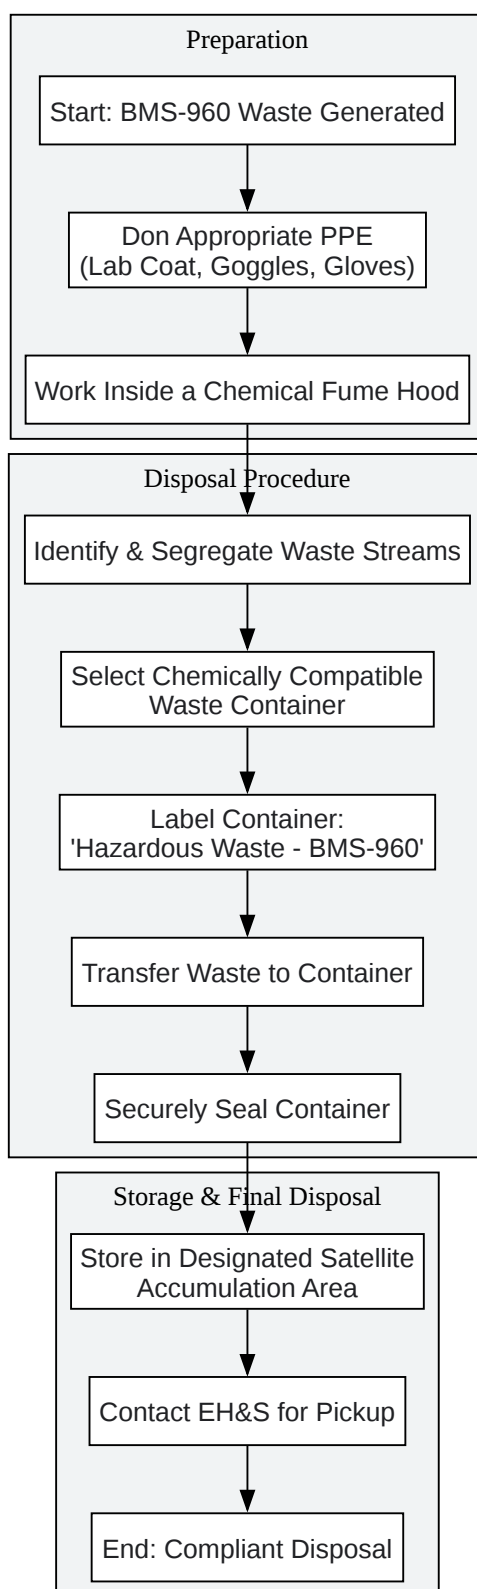 Preparation
Start: BMS-960 Waste Generated
Don Appropriate PPE
(Lab Coat, Goggles, Gloves)
Work Inside a Chemical Fume Hood
Disposal Procedure
Identify & Segregate Waste Streams
Select Chemically Compatible
Waste Container
Label Container:
'Hazardous Waste - BMS-960'
Transfer Waste to Container
Securely Seal Container
Storage & Final Disposal
Store in Designated Satellite
Accumulation Area
Contact EH&S for Pickup
End: Compliant Disposal